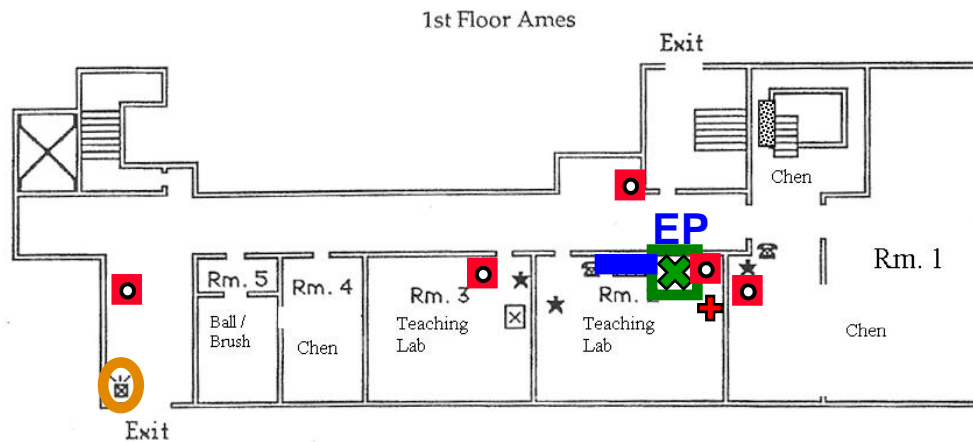 1st Floor Ames
Exit
Chen
EP
Rm. 1
Rm. 5
Rm. 4
Rm. 3
Rm.
Ball /
Brush
Chen
Teaching
Lab
Teaching
Lab
Chen
Exit